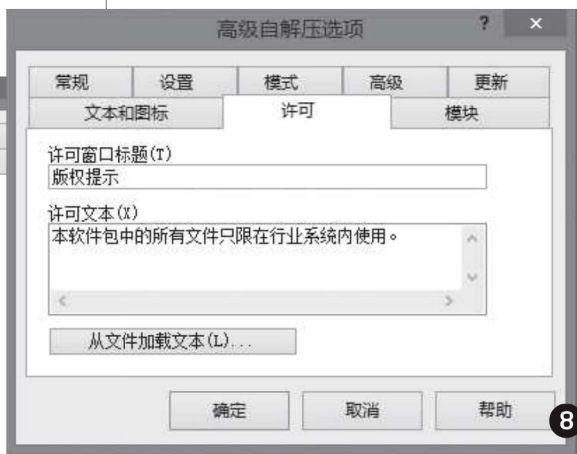 高级自解压选项 ? ×
常规 设置 模式 高级 更新
文本和图标 许可 模块
许可窗口标题(T)
版权提示
许可文本(X)
本软件包中的所有文件只限在行业系统内使用。
从文件加载文本(L)...
确定 取消 帮助
8